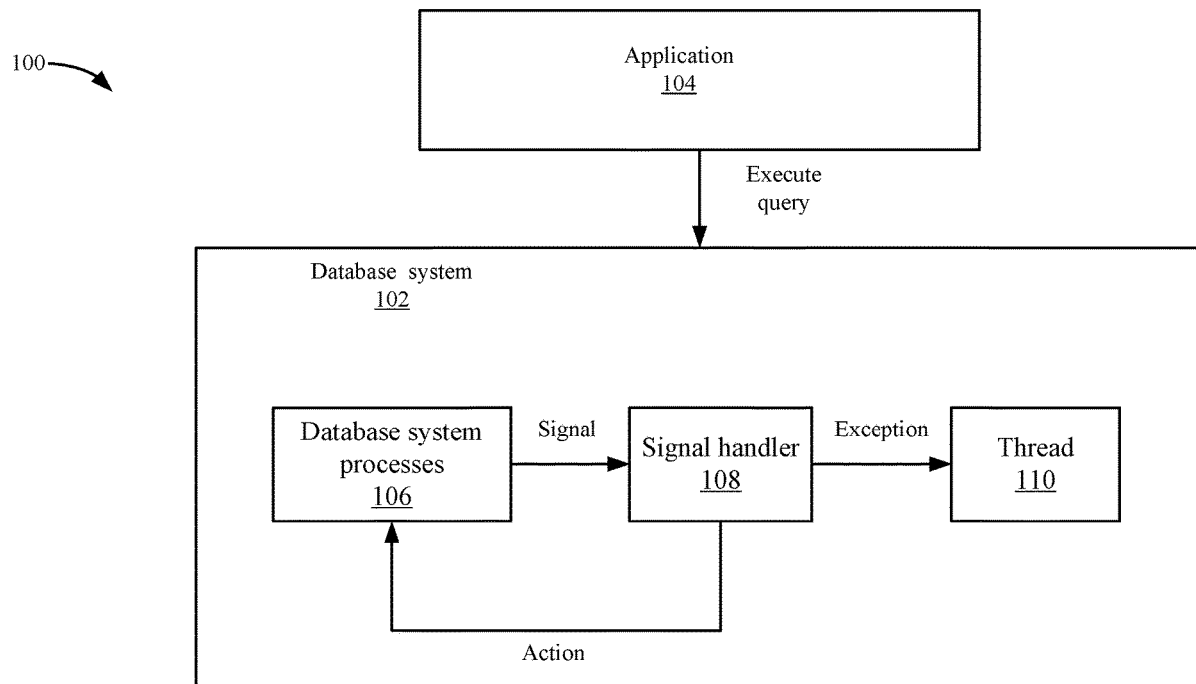 100
Application
104
Execute
query
Database system
102
Database system
processes
106
Signal
Signal handler
108
Exception
Thread
110
Action